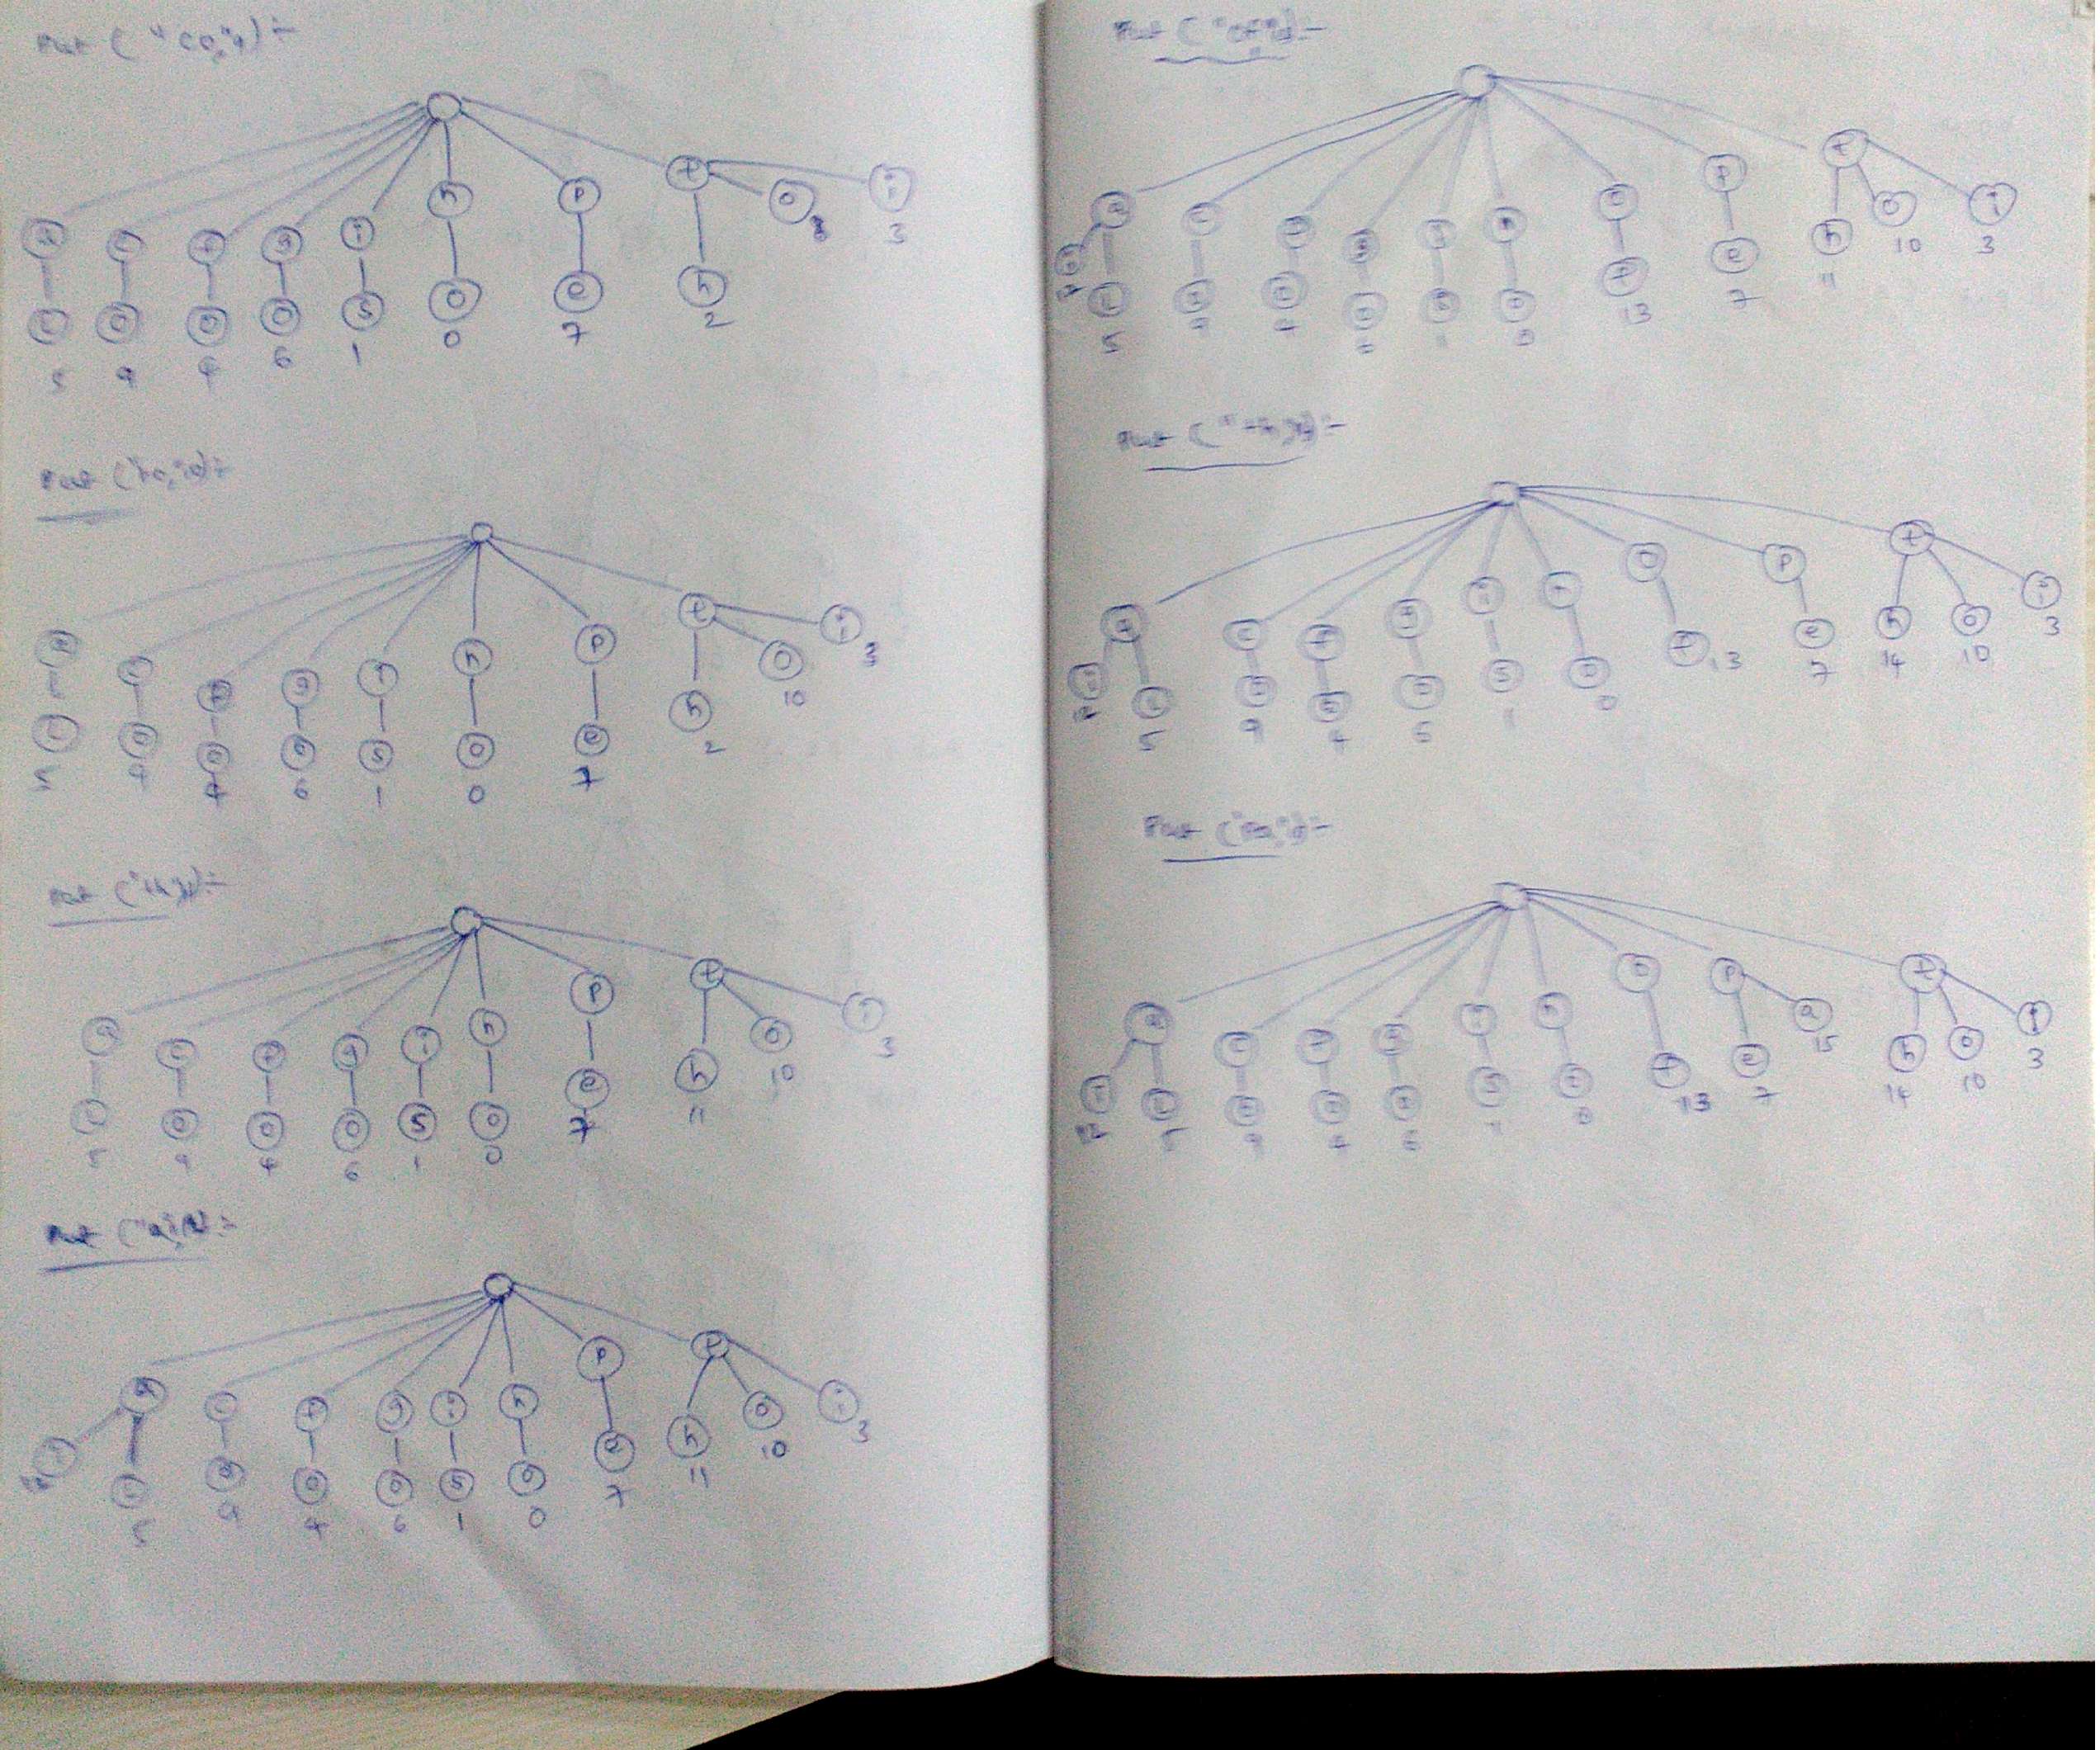 Put ("co", 9) :-
t
n p o i
a c f g i 8 3
c o o o s o e h
5 9 4 6 1 0 7 2
Put ("to", 10) :-
t i
p o 3
a c f g i n 10
c o o o s o e h
5 9 4 6 1 0 7 2
Put ("th", 11) :-
t
p i
a c f g i n o 3
c o o o s o e h 10
5 9 4 6 1 0 7 11
Put ("ai", 12) :-
p t
a c f g i n o i
i 12 h 10 3
c o o o s o e 11
5 9 4 6 1 0 7
Put ("of", 13) :-
t
p
a c f g i n o o i
i 12 e h 10 3
c o o o s o f 7 11
5 9 4 6 1 0 13
Put ("th", 14) :-
t
o p
a c f g i n i
i 12 c o o o s o f 13 e h o 3
5 9 4 6 1 0 7 14 10
Put ("pa", 15) :-
o p t
a c f g i n a 15 i
i 12 f e h o 3
c o o o s o 13 7 14 10
5 9 4 6 1 0